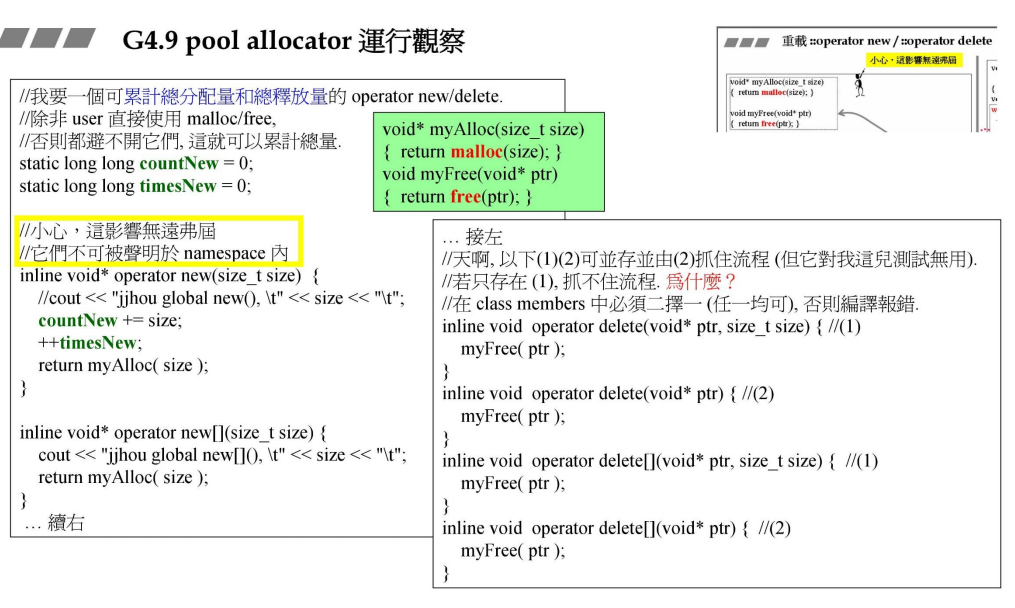 G4.9 pool allocator 運行觀察
重載 ::operator new / ::operator delete
小心,這影響無遠弗屆
void* myAlloc(size_t size)
{ return malloc(size); }
void myFree(void* ptr)
{ return free(ptr); }
//我要一個可累計總分配量和總釋放量的 operator new/delete.
//除非 user 直接使用 malloc/free,
//否則都避不開它們, 這就可以累計總量.
static long long countNew = 0;
static long long timesNew = 0;
void* myAlloc(size_t size)
{ return malloc(size); }
void myFree(void* ptr)
{ return free(ptr); }
//小心,這影響無遠弗屆
//它們不可被聲明於 namespace 內
inline void* operator new(size_t size) {
//cout << "jjhou global new(), \t" << size << "\t";
countNew += size;
++timesNew;
return myAlloc( size );
}
inline void* operator new[](size_t size) {
cout << "jjhou global new[](), \t" << size << "\t";
return myAlloc( size );
}
… 續右
… 接左
//天啊, 以下(1)(2)可並存並由(2)抓住流程 (但它對我這兒測試無用).
//若只存在 (1), 抓不住流程. 爲什麼?
//在 class members 中必須二擇一 (任一均可), 否則編譯報錯.
inline void operator delete(void* ptr, size_t size) { //(1)
myFree( ptr );
}
inline void operator delete(void* ptr) { //(2)
myFree( ptr );
}
inline void operator delete[](void* ptr, size_t size) { //(1)
myFree( ptr );
}
inline void operator delete[](void* ptr) { //(2)
myFree( ptr );
}